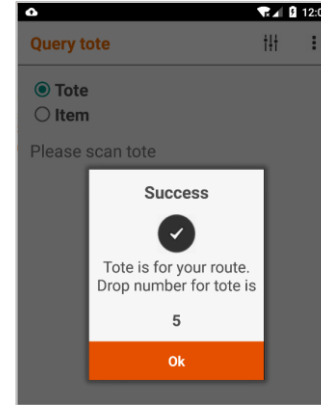 12:0
Query tote
Tote
Item
Please scan tote
Success
Tote is for your route.
Drop number for tote is
5
Ok